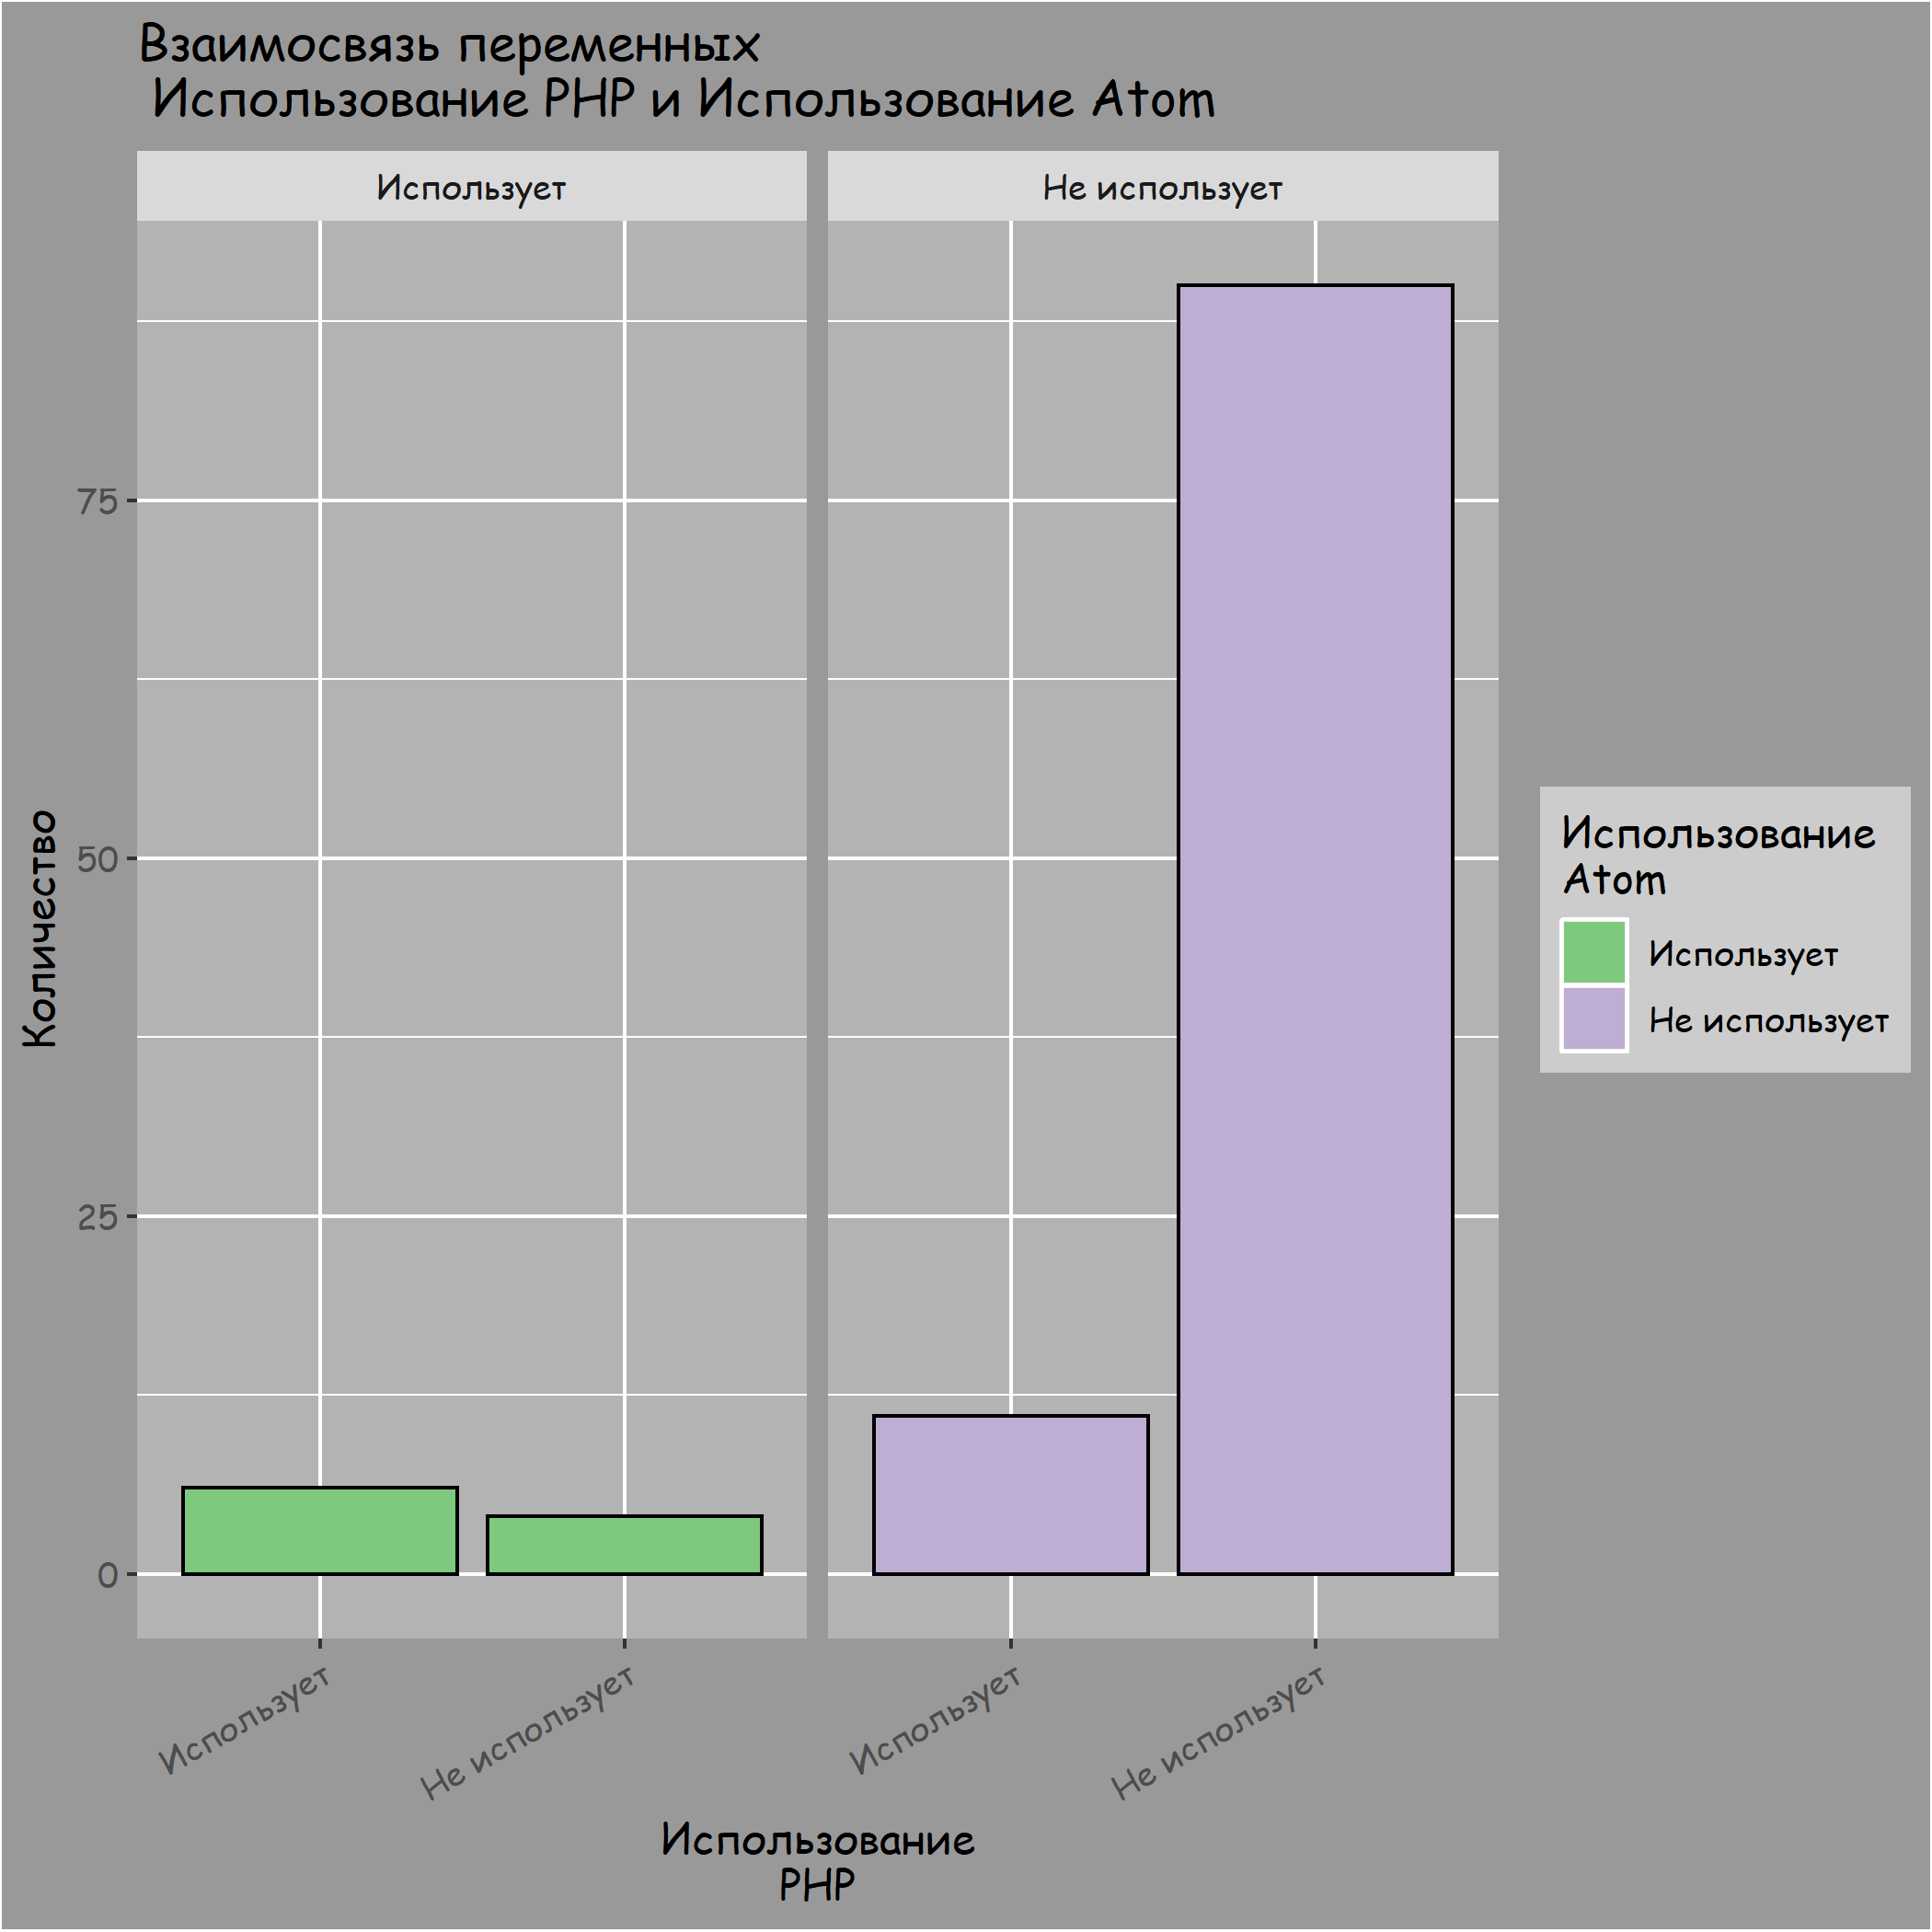 Взаимосвязь переменных
Использование PHP и Использование Atom
Использует
Не использует
75
50
25
0
Количество
Использует
Не использует
Использует
Не использует
Использование
PHP
Использование
Atom
Использует
Не использует